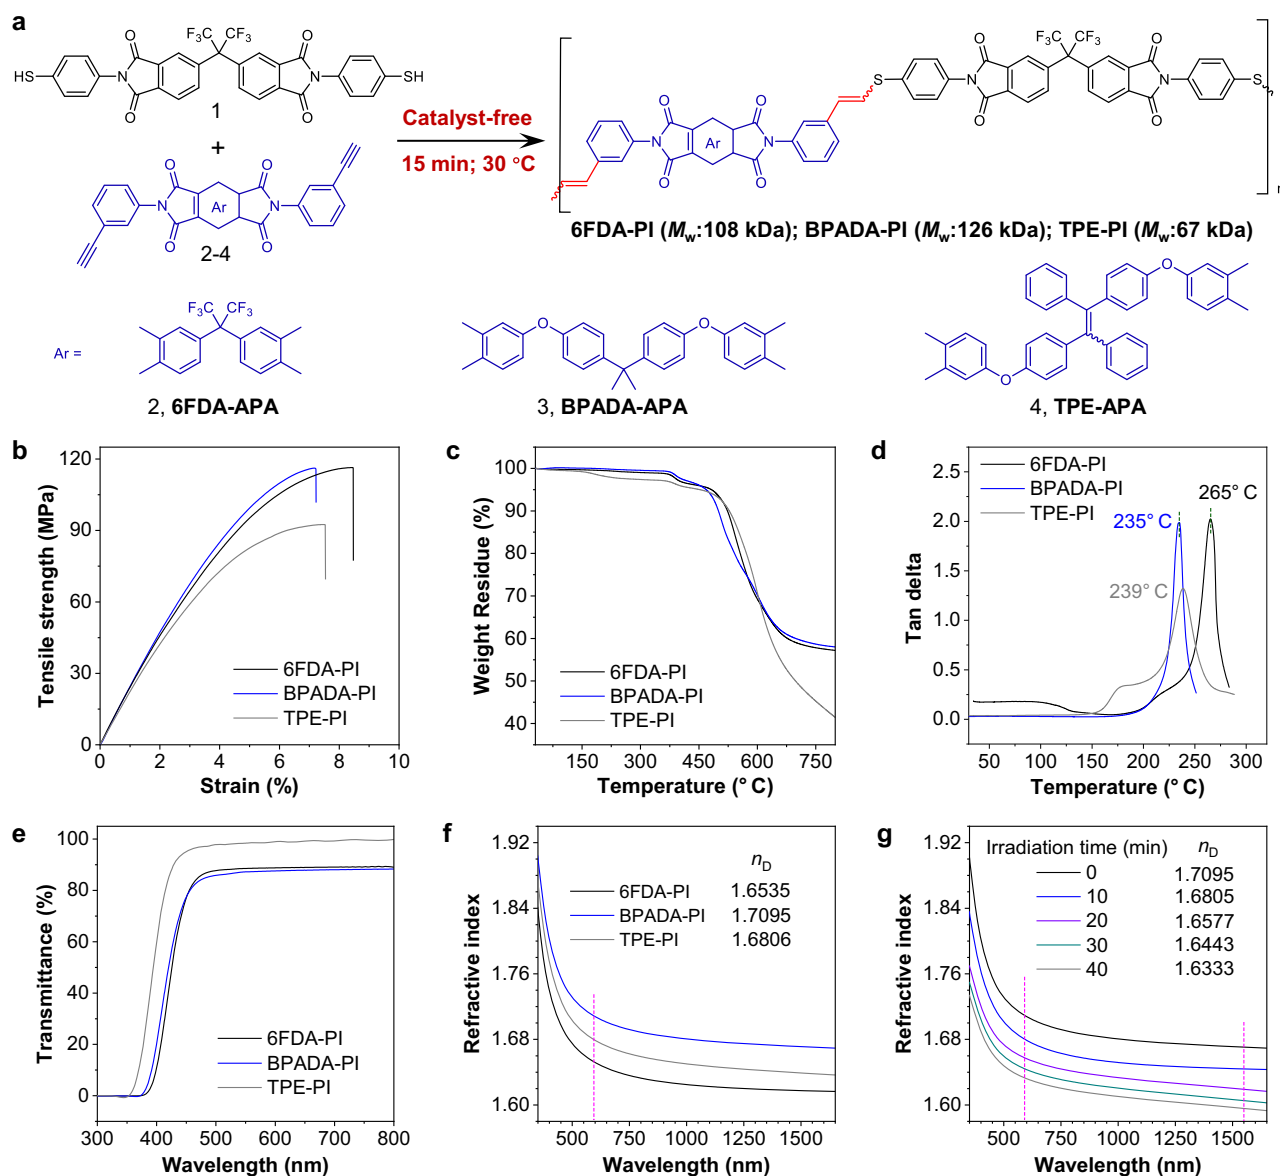 a
O O F3C CF3 O O
HS N N SH
O O O O
1
+
O O O O
N Ar N
O O O O
2-4
Catalyst-free
15 min; 30 °C
O O F3C CF3 O O
S N N S
O O O O
O O O O
N Ar N
O O O O
n
6FDA-PI (Mw:108 kDa); BPADA-PI (Mw:126 kDa); TPE-PI (Mw:67 kDa)
Ar =
F3C CF3
O O
O
O
2, 6FDA-APA
3, BPADA-APA
4, TPE-APA
b
Tensile strength (MPa)
120
90
60
30
0
0 2 4 6 8 10
Strain (%)
6FDA-PI
BPADA-PI
TPE-PI
c
Weight Residue (%)
100
90
80
70
60
50
40
150 300 450 600 750
Temperature (° C)
6FDA-PI
BPADA-PI
TPE-PI
d
Tan delta
2.5
2.0
1.5
1.0
0.5
0.0
50 100 150 200 250 300
Temperature (° C)
6FDA-PI
BPADA-PI
TPE-PI
265° C
235° C
239° C
e
Transmittance (%)
100
80
60
40
20
0
300 400 500 600 700 800
Wavelength (nm)
6FDA-PI
BPADA-PI
TPE-PI
f
Refractive index
1.92
1.84
1.76
1.68
1.60
500 750 1000 1250 1500
Wavelength (nm)
nD
6FDA-PI 1.6535
BPADA-PI 1.7095
TPE-PI 1.6806
g
Refractive index
1.92
1.84
1.76
1.68
1.60
500 750 1000 1250 1500
Wavelength (nm)
Irradiation time (min) nD
0 1.7095
10 1.6805
20 1.6577
30 1.6443
40 1.6333